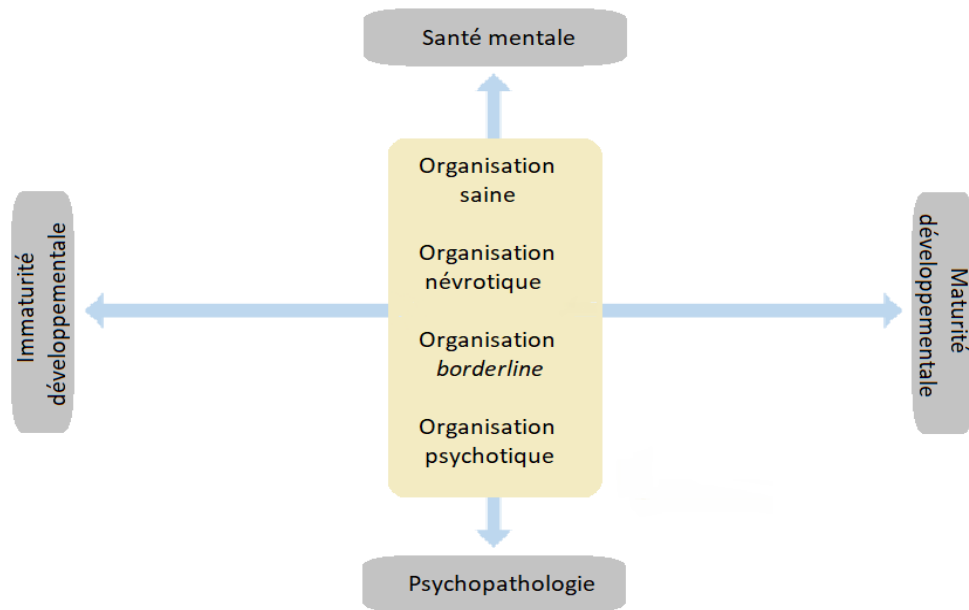 Santé mentale
Organisation
saine
Organisation
névrotique
Organisation
borderline
Organisation
psychotique
Immaturité
développementale
Maturité
développementale
Psychopathologie